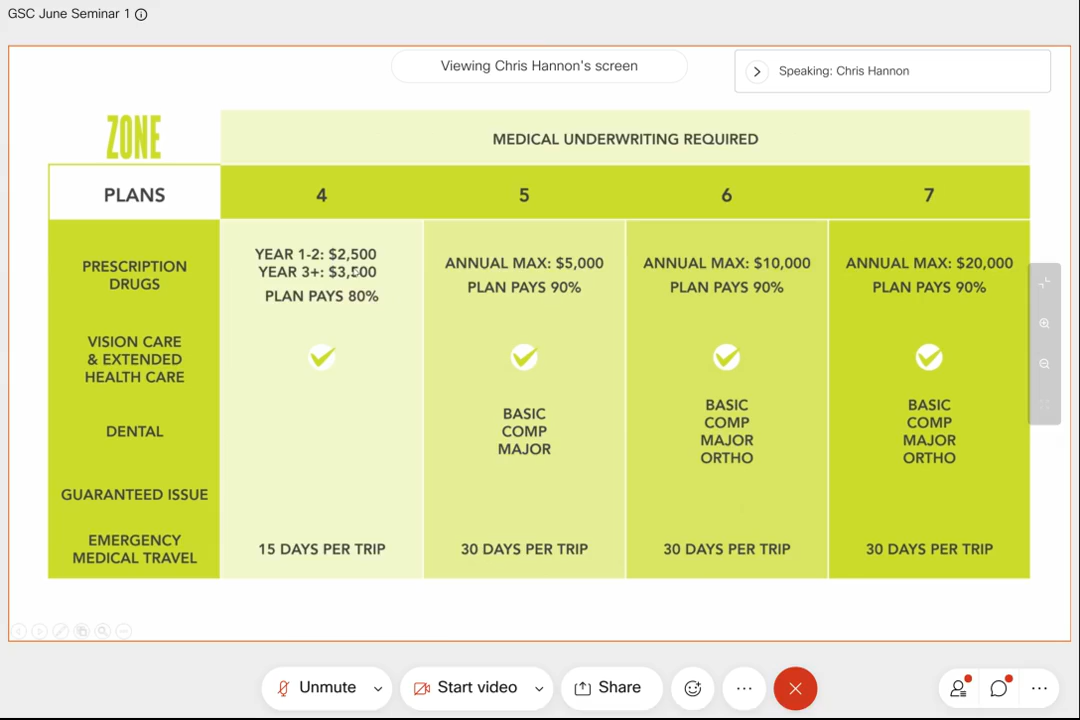 GSC June Seminar 1
Viewing Chris Hannon's screen
Speaking: Chris Hannon
ZONE
MEDICAL UNDERWRITING REQUIRED
PLANS
4
5
6
7
PRESCRIPTION
DRUGS
YEAR 1-2: $2,500
YEAR 3+: $3,500
PLAN PAYS 80%
ANNUAL MAX: $5,000
PLAN PAYS 90%
ANNUAL MAX: $10,000
PLAN PAYS 90%
ANNUAL MAX: $20,000
PLAN PAYS 90%
VISION CARE
& EXTENDED
HEALTH CARE
DENTAL
BASIC
COMP
MAJOR
BASIC
COMP
MAJOR
ORTHO
BASIC
COMP
MAJOR
ORTHO
GUARANTEED ISSUE
EMERGENCY
MEDICAL TRAVEL
15 DAYS PER TRIP
30 DAYS PER TRIP
30 DAYS PER TRIP
30 DAYS PER TRIP
Unmute
Start video
Share